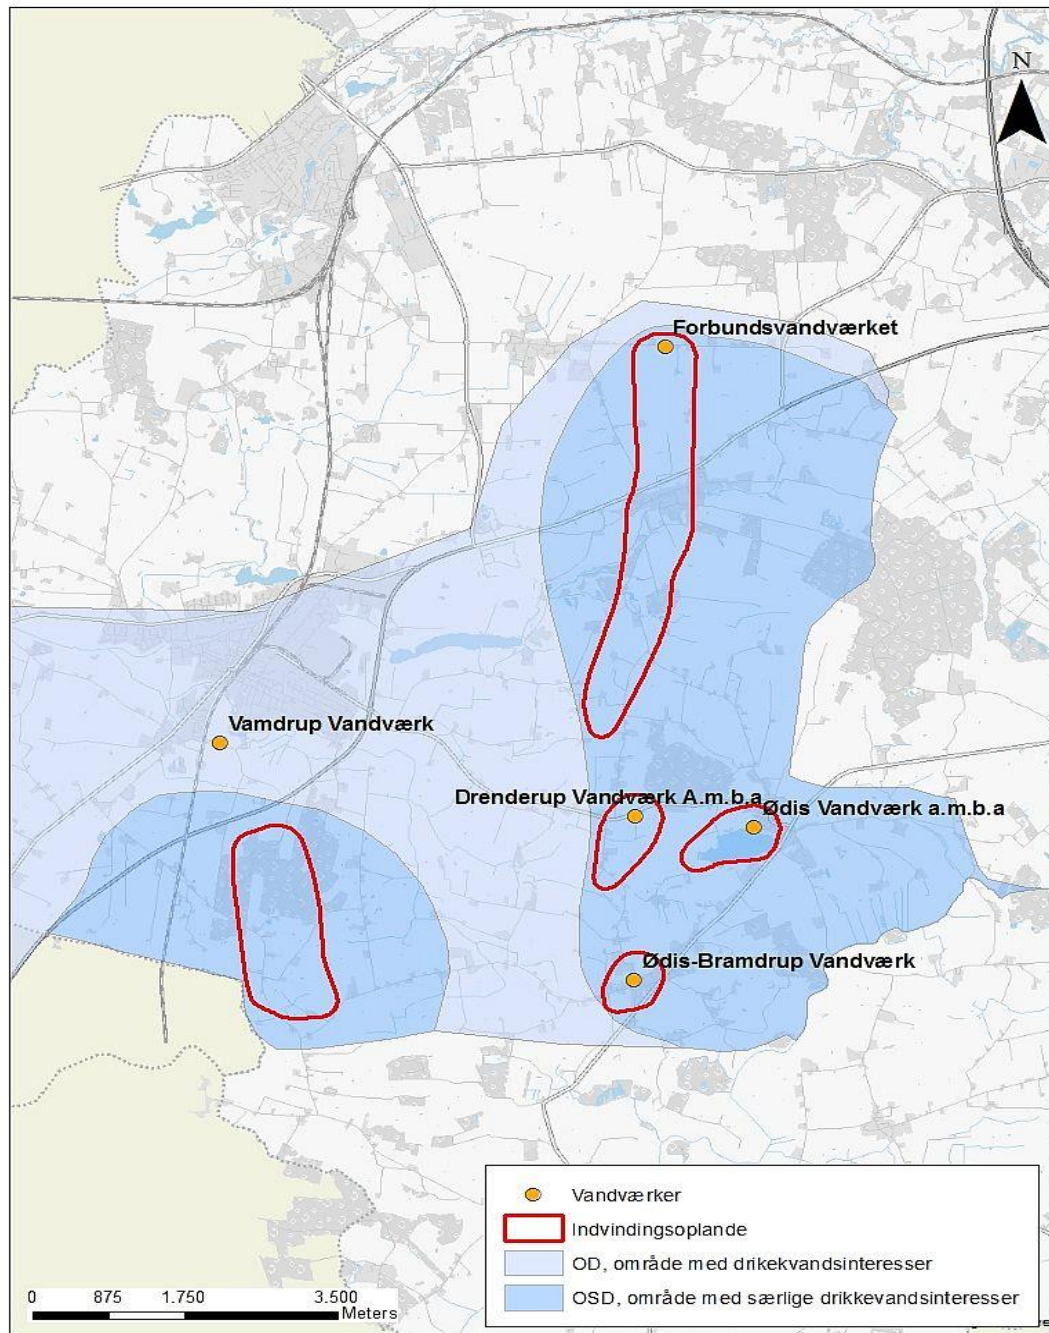 N
Forbundsvandværket
Vamdrup Vandværk
Drenderup Vandværk A.m.b.a
Ødis Vandværk a.m.b.a
Ødis-Bramdrup Vandværk
Vandværker
Indvindingsoplande
OD, område med drikekvandsinteresser
OSD, område med særlige drikkevandsinteresser
0 875 1.750 3.500
Meters